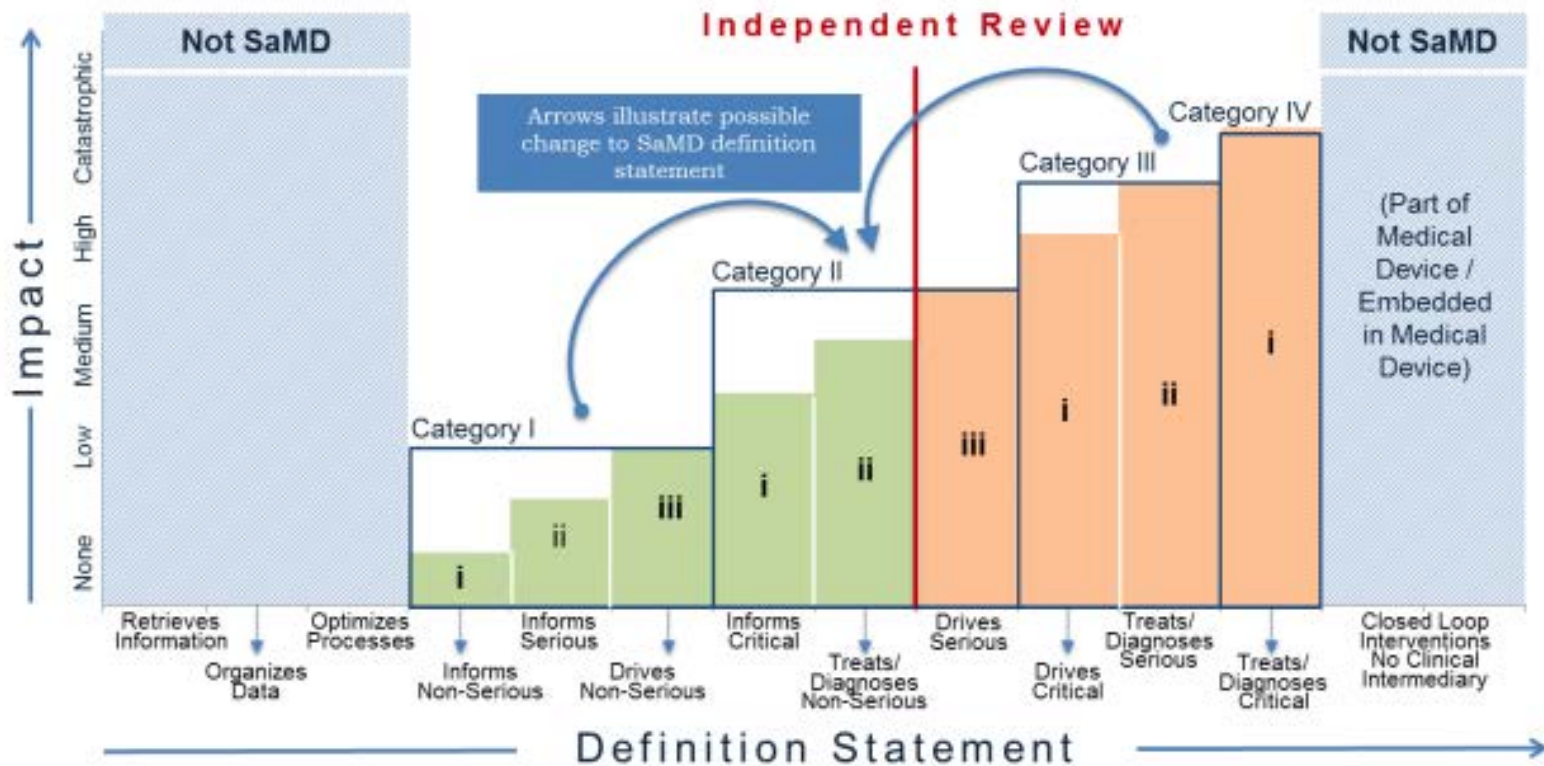 Not SaMD
Independent Review
Not SaMD
Arrows illustrate possible
change to SaMD definition
statement
Category IV
Category III
Category II
Category I
Impact
Catastrophic
High
Medium
Low
None
i
ii
iii
i
ii
iii
i
ii
i
(Part of
Medical
Device /
Embedded
in Medical
Device)
Retrieves
Information
Organizes
Data
Optimizes
Processes
Informs
Non-Serious
Informs
Serious
Drives
Non-Serious
Informs
Critical
Treats/
Diagnoses
Non-Serious
Drives
Serious
Drives
Critical
Treats/
Diagnoses
Serious
Treats/
Diagnoses
Critical
Closed Loop
Interventions
No Clinical
Intermediary
Definition Statement